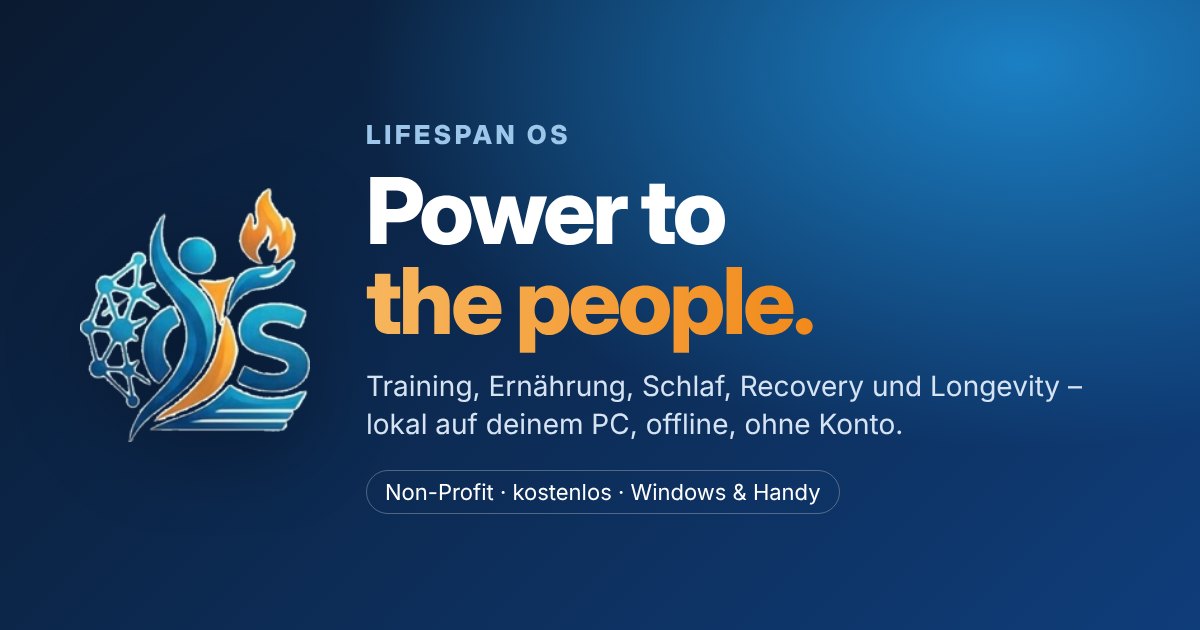 LIFESPAN OS
Power to
the people.
Training, Ernährung, Schlaf, Recovery und Longevity –
lokal auf deinem PC, offline, ohne Konto.
Non-Profit · kostenlos · Windows & Handy